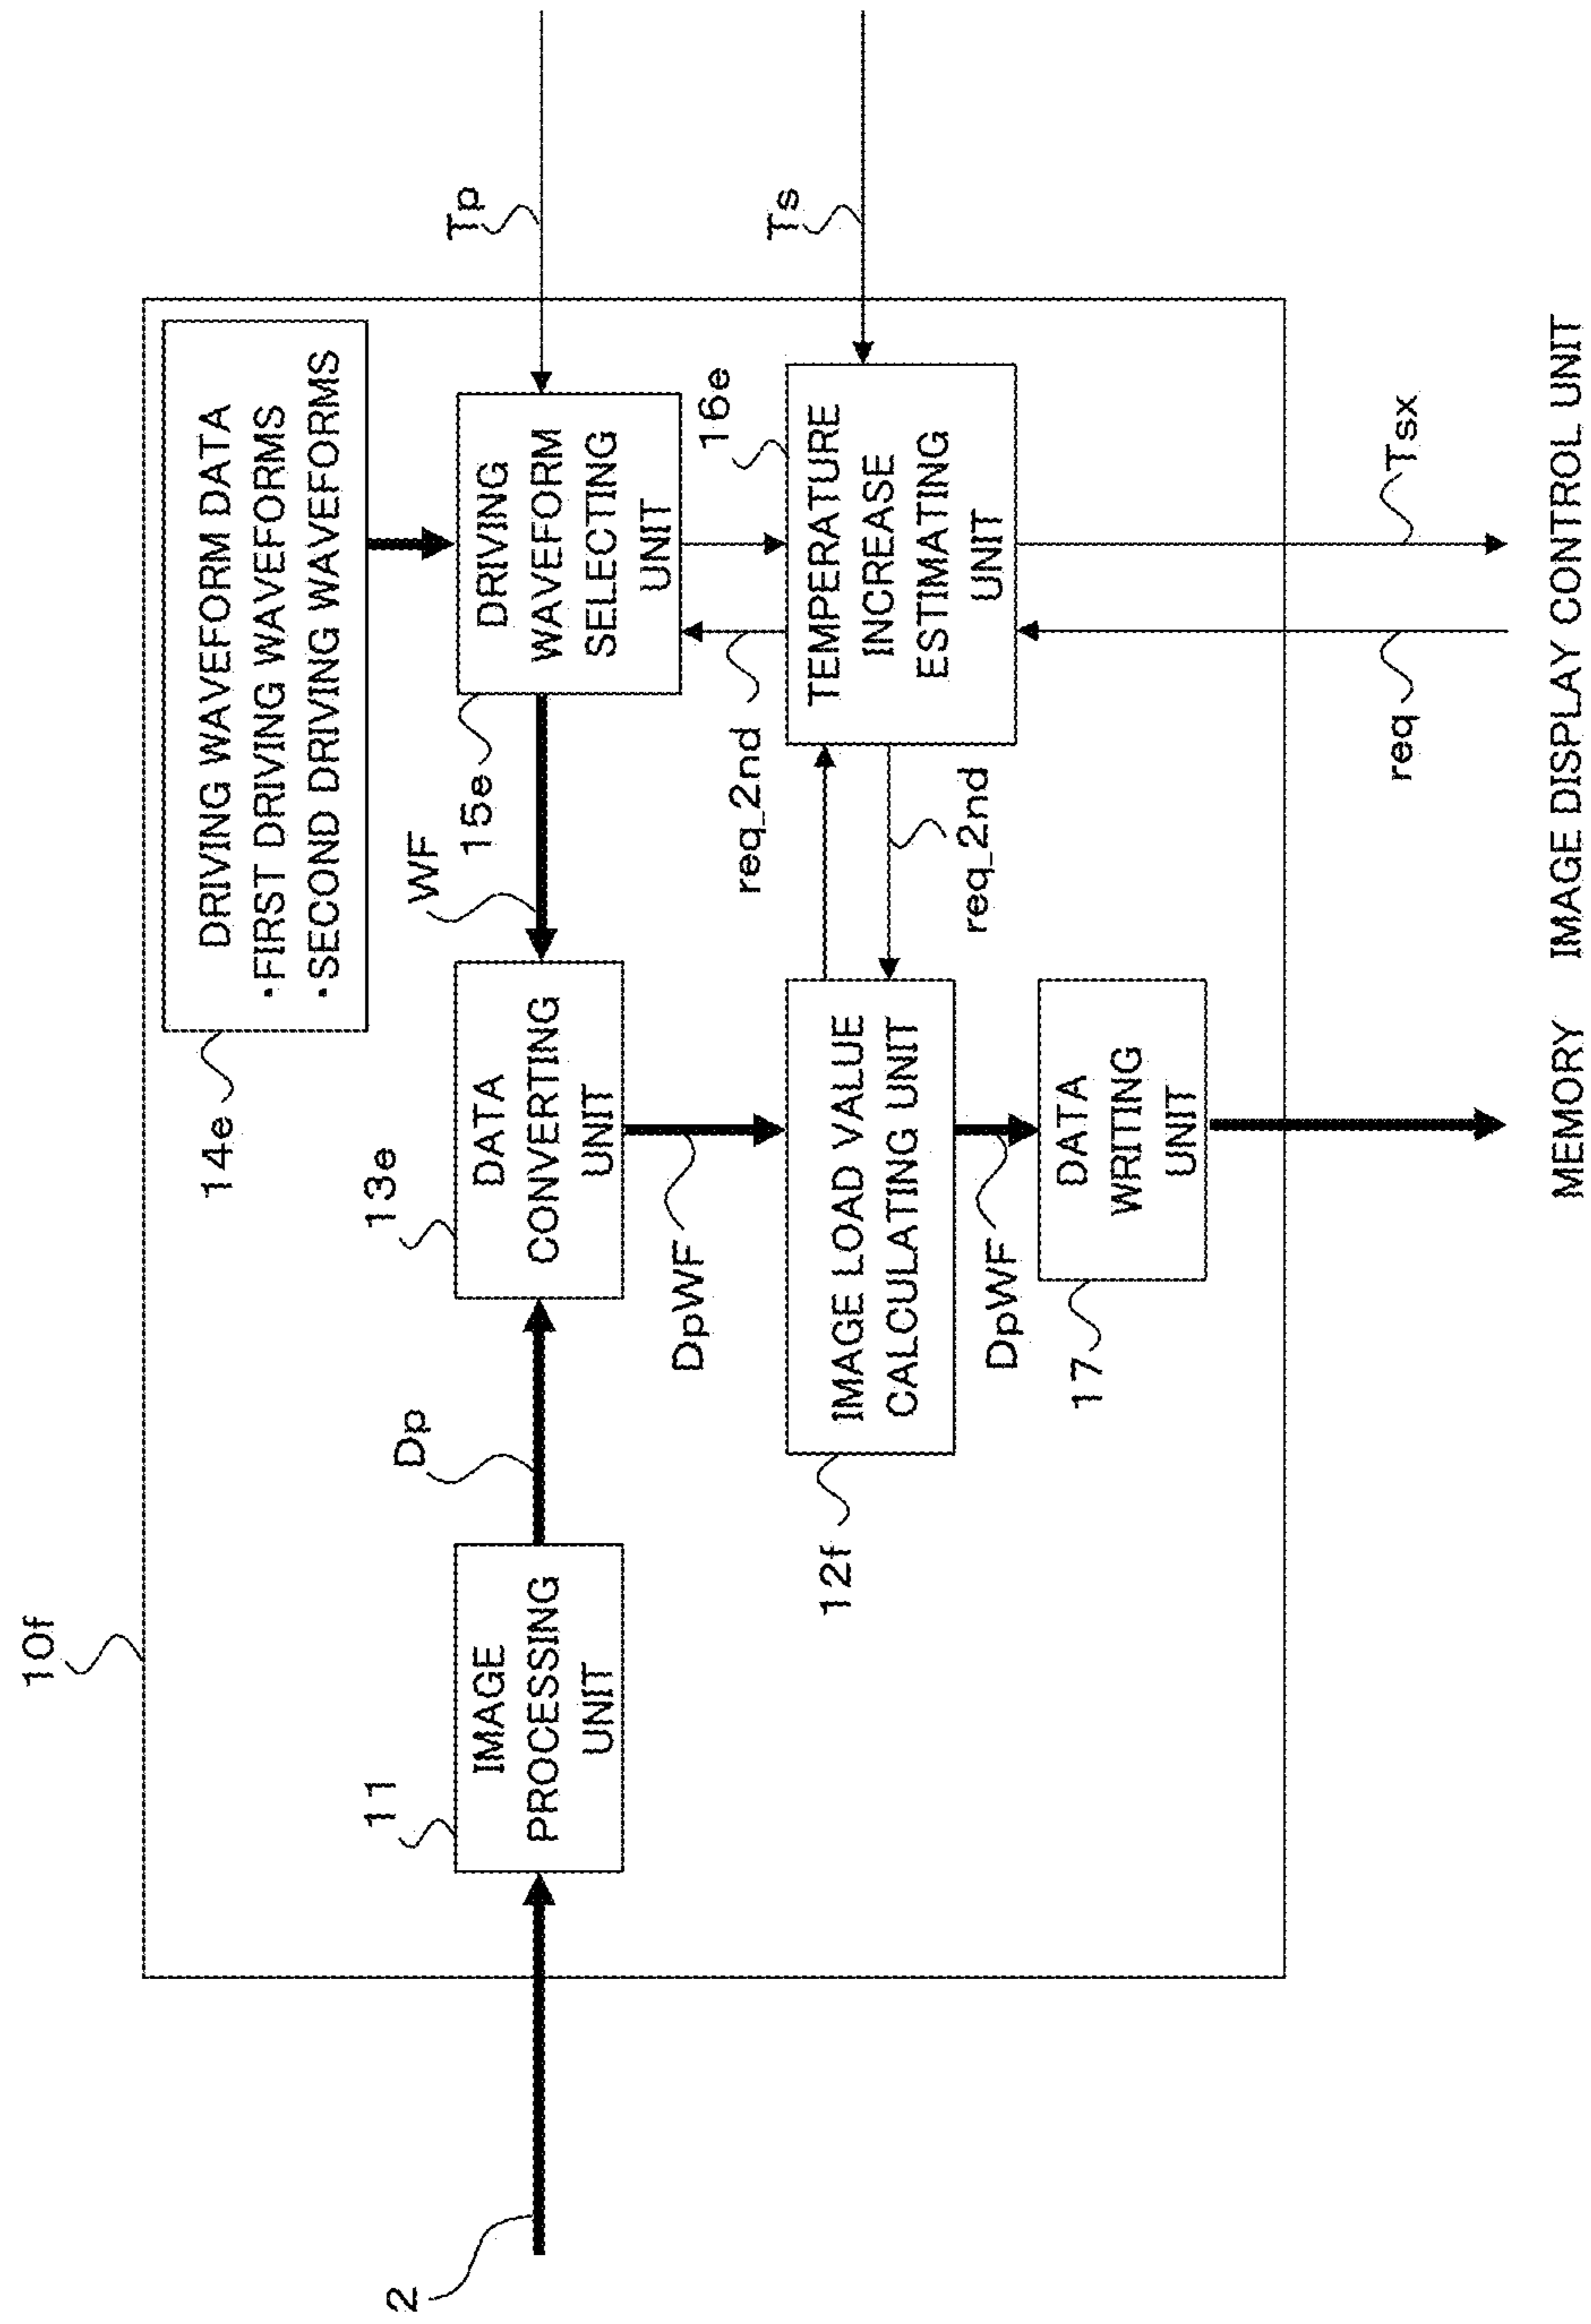 10f
14e
DRIVING WAVEFORM DATA
・FIRST DRIVING WAVEFORMS
・SECOND DRIVING WAVEFORMS
2
11
IMAGE
PROCESSING
UNIT
Dp
13e
DATA
CONVERTING
UNIT
WF
15e
DRIVING
WAVEFORM
SELECTING
UNIT
Tp
DpWF
req_2nd
12f
IMAGE LOAD VALUE
CALCULATING UNIT
req_2nd
16e
TEMPERATURE
INCREASE
ESTIMATING
UNIT
Ts
DpWF
17
DATA
WRITING
UNIT
req
Tsx
MEMORY
IMAGE DISPLAY CONTROL UNIT